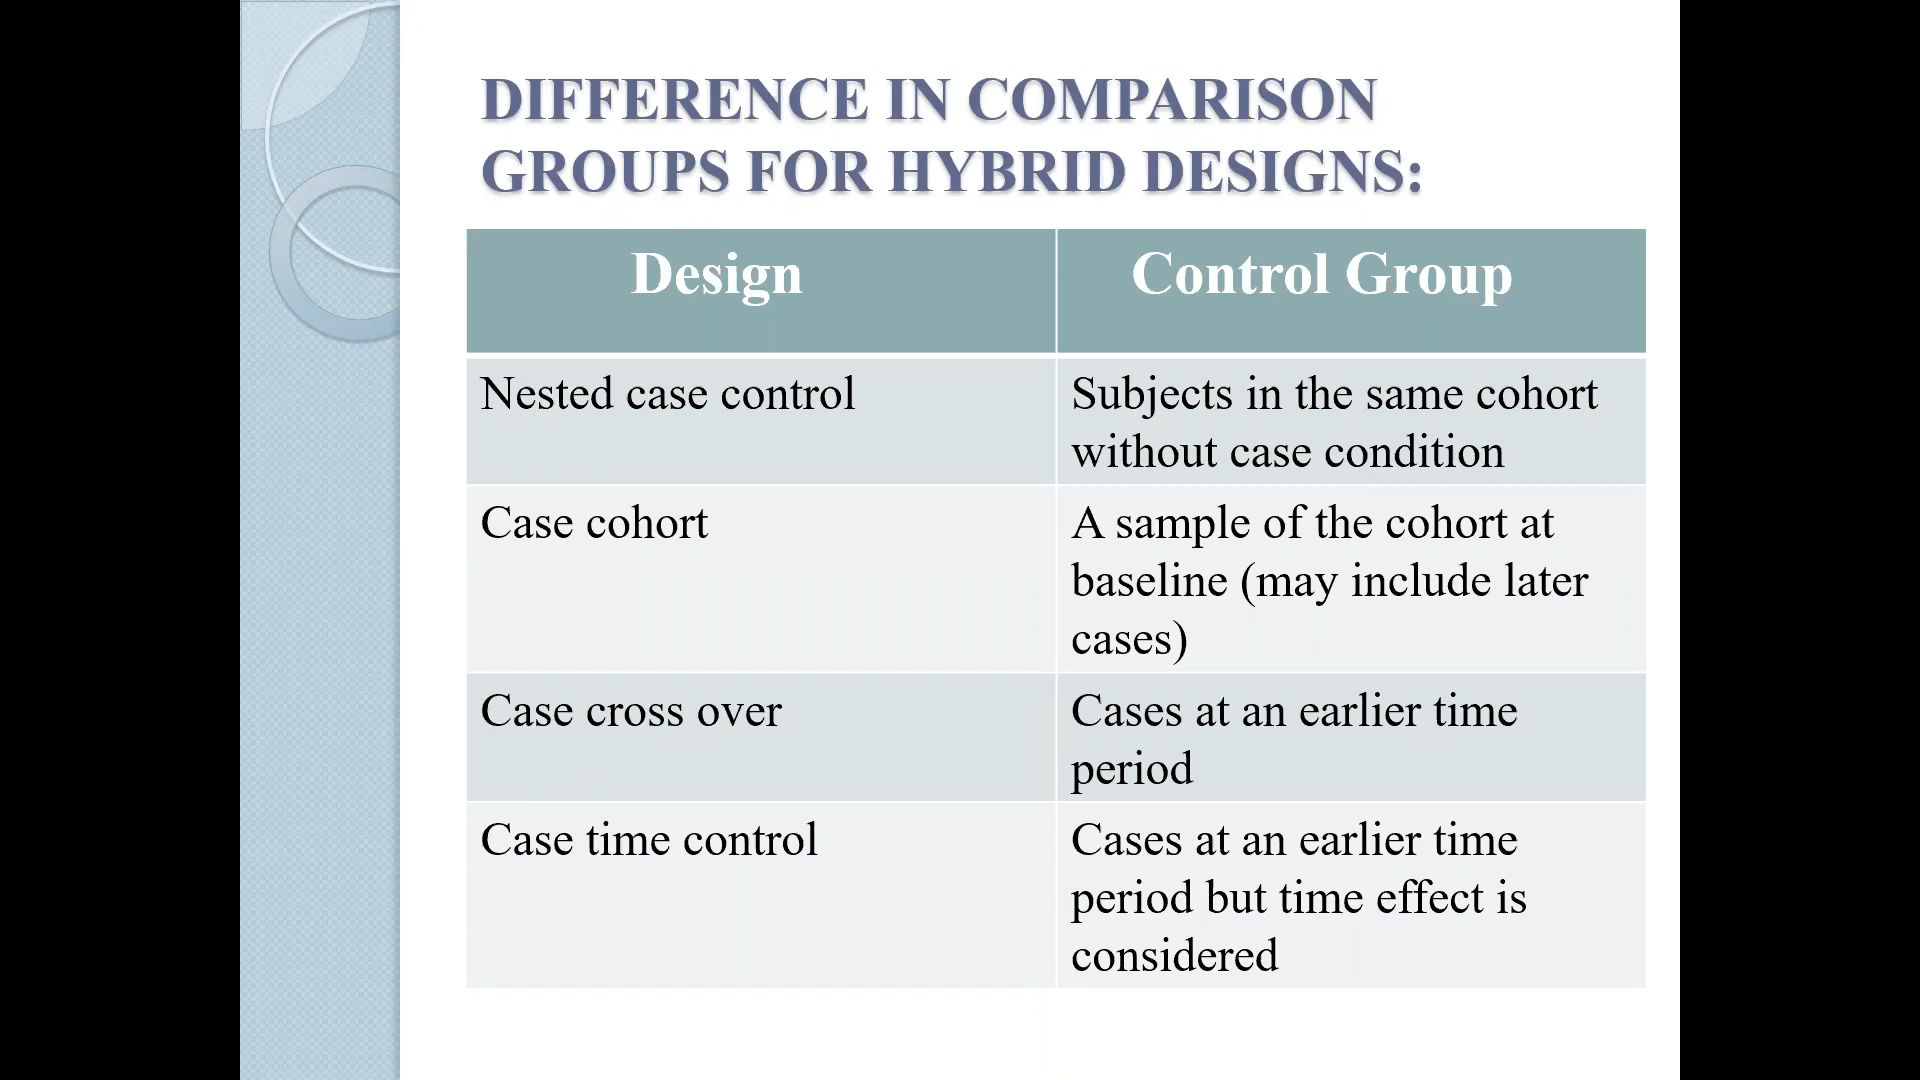 DIFFERENCE IN COMPARISON
GROUPS FOR HYBRID DESIGNS:
Design
Control Group
Nested case control
Subjects in the same cohort
without case condition
Case cohort
A sample of the cohort at
baseline (may include later
cases)
Case cross over
Cases at an earlier time
period
Case time control
Cases at an earlier time
period but time effect is
considered